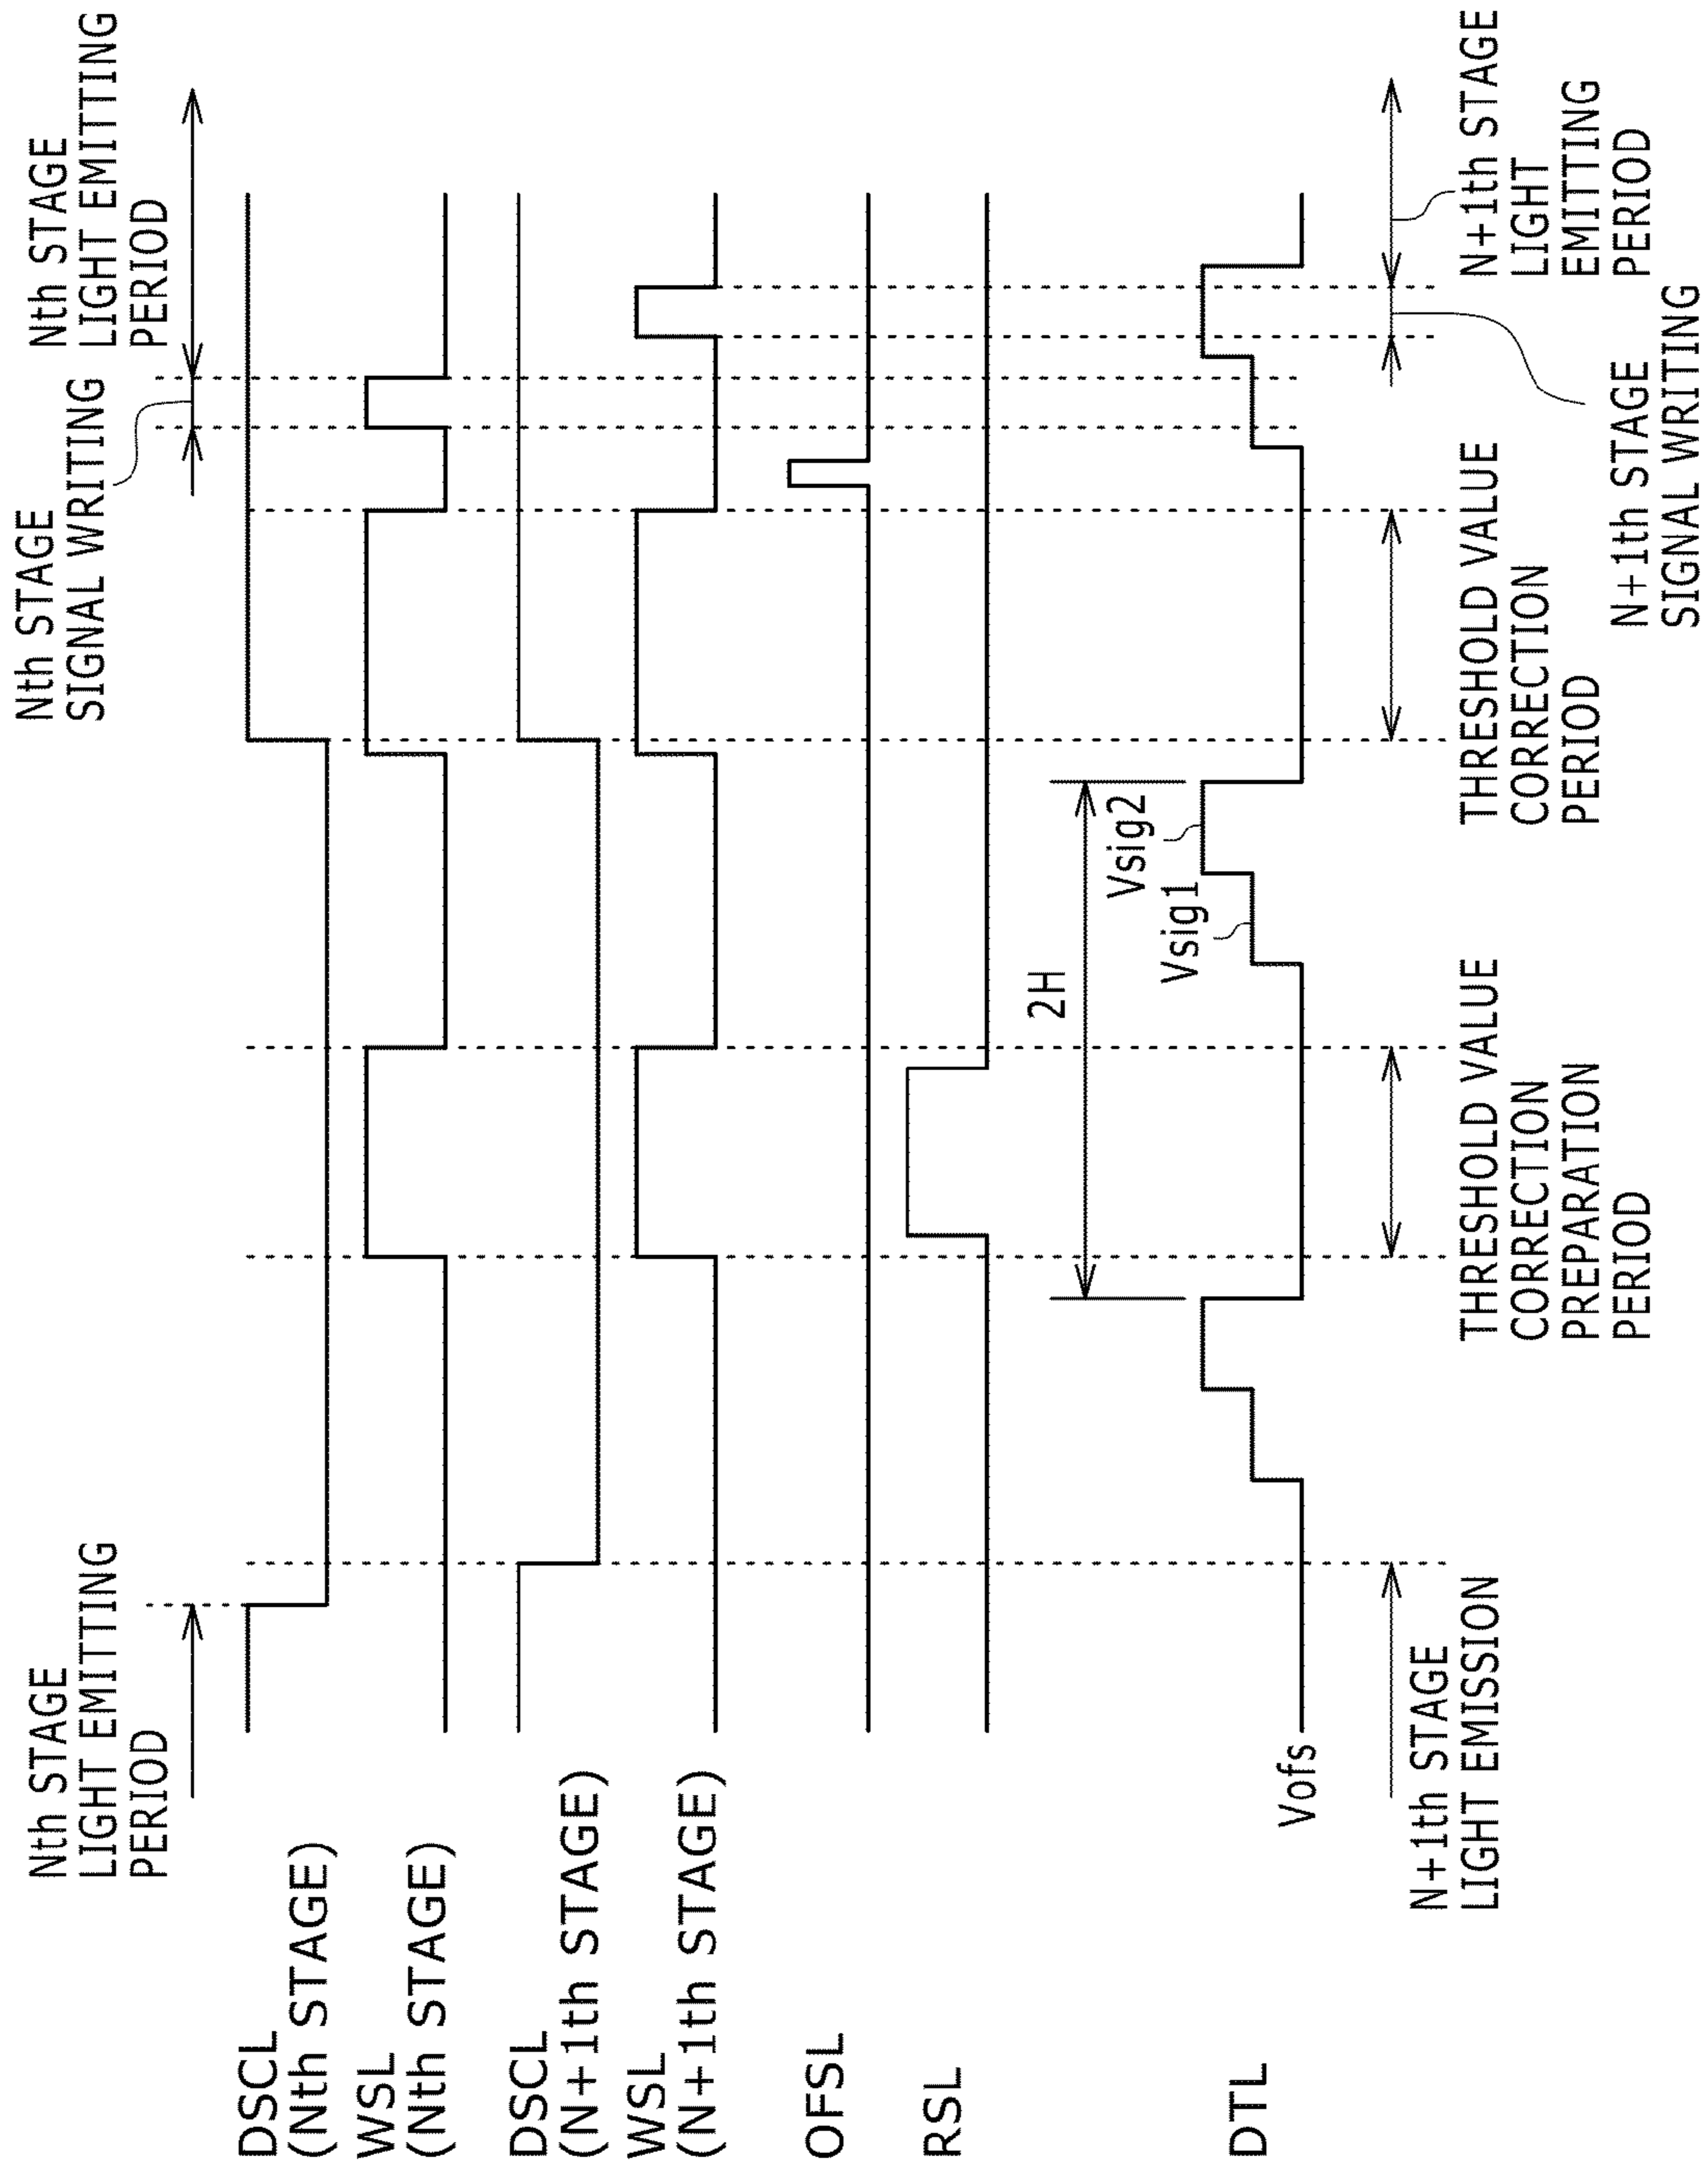 Nth STAGE
LIGHT EMITTING
PERIOD
Nth STAGE
SIGNAL WRITING
Nth STAGE
LIGHT EMITTING
PERIOD
DSCL
(Nth STAGE)
WSL
(Nth STAGE)
DSCL
(N+1th STAGE)
WSL
(N+1th STAGE)
OFSL
RSL
2H
Vsig1
Vsig2
DTL
Vofs
N+1th STAGE
LIGHT EMISSION
THRESHOLD VALUE
CORRECTION
PREPARATION
PERIOD
THRESHOLD VALUE
CORRECTION
PERIOD
N+1th STAGE
SIGNAL WRITING
N+1th STAGE
LIGHT
EMITTING
PERIOD